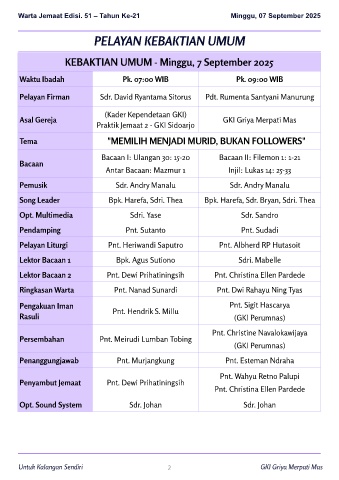 Warta Jemaat Edisi. 51 – Tahun Ke-21 Minggu, 07 September 2025
PELAYAN KEBAKTIAN UMUM
KEBAKTIAN UMUM - Minggu, 7 September 2025
Waktu Ibadah Pk. 07:00 WIB Pk. 09:00 WIB
Pelayan Firman Sdr. David Ryantama Sitorus Pdt. Rumenta Santyani Manurung
Asal Gereja (Kader Kependetaan GKI) Praktik Jemaat 2 - GKI Sidoarjo GKI Griya Merpati Mas
Tema "MEMILIH MENJADI MURID, BUKAN FOLLOWERS"
Bacaan Bacaan I: Ulangan 30: 15-20 Bacaan II: Filemon 1: 1-21
Antar Bacaan: Mazmur 1 Injil: Lukas 14: 25-33
Pemusik Sdr. Andry Manalu Sdr. Andry Manalu
Song Leader Bpk. Harefa, Sdri. Thea Bpk. Harefa, Sdr. Bryan, Sdri. Thea
Opt. Multimedia Sdri. Yase Sdr. Sandro
Pendamping Pnt. Sutanto Pnt. Sudadi
Pelayan Liturgi Pnt. Heriwandi Saputro Pnt. Albherd RP Hutasoit
Lektor Bacaan 1 Bpk. Agus Sutiono Sdri. Mabelle
Lektor Bacaan 2 Pnt. Dewi Prihatiningsih Pnt. Christina Ellen Pardede
Ringkasan Warta Pnt. Nanad Sunardi Pnt. Dwi Rahayu Ning Tyas
Pengakuan Iman Rasuli Pnt. Hendrik S. Millu Pnt. Sigit Hascarya
(GKI Perumnas)
Persembahan Pnt. Meirudi Lumban Tobing Pnt. Christine Navalokawijaya
(GKI Perumnas)
Penanggungjawab Pnt. Murjangkung Pnt. Esteman Ndraha
Penyambut Jemaat Pnt. Dewi Prihatiningsih Pnt. Wahyu Retno Palupi
Pnt. Christina Ellen Pardede
Opt. Sound System Sdr. Johan Sdr. Johan
Untuk Kalangan Sendiri 2 GKI Griya Merpati Mas